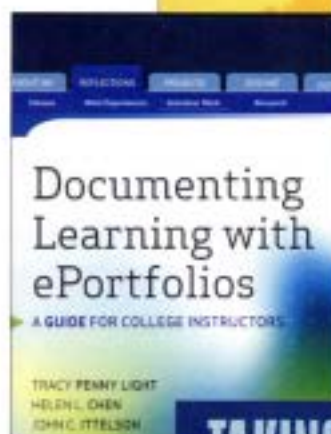 REFLECTIONS PROJECTS RESUME
Documenting
Learning with
ePortfolios
A GUIDE FOR COLLEGE INSTRUCTORS
TRACY PENNY LIGHT
HELEN L. CHEN
JOHN C. ITTELSON